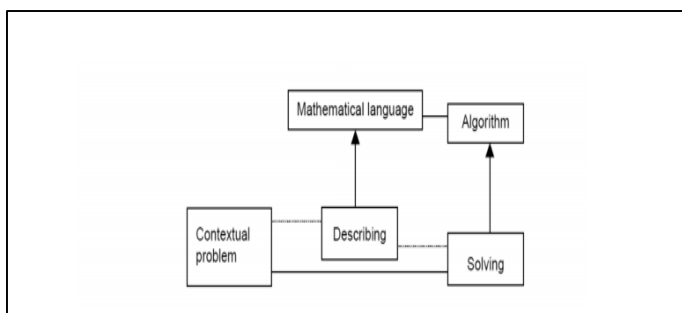 Mathematical language
Algorithm
Contextual
problem
Describing
Solving